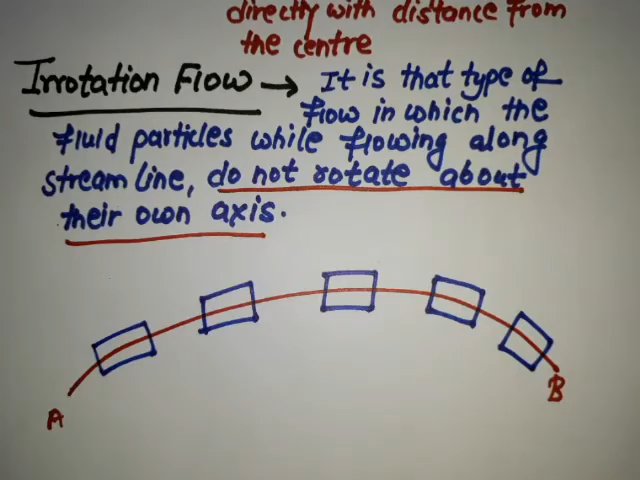 directly with distance from
the centre
Irrotation Flow → It is that type of
flow in which the
fluid particles while flowing along
stream line, do not rotate about
their own axis.
A
B